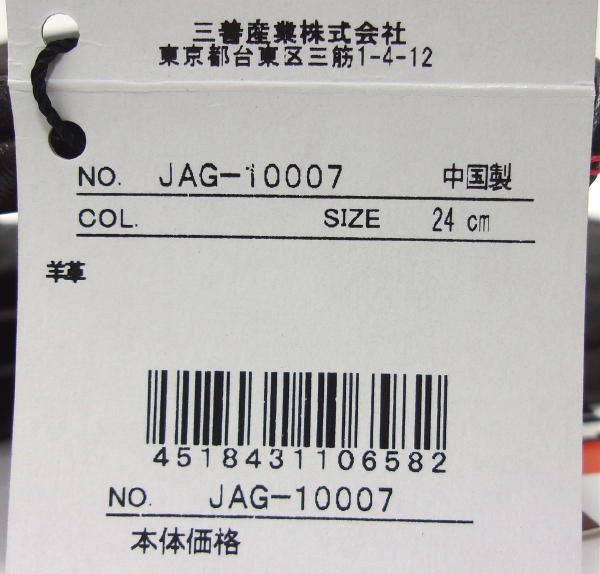 三善産業株式会社
東京都台東区三筋1-4-12
NO. JAG-10007 中国製
COL. SIZE 24 cm
羊革
4518431106582
NO. JAG-10007
本体価格